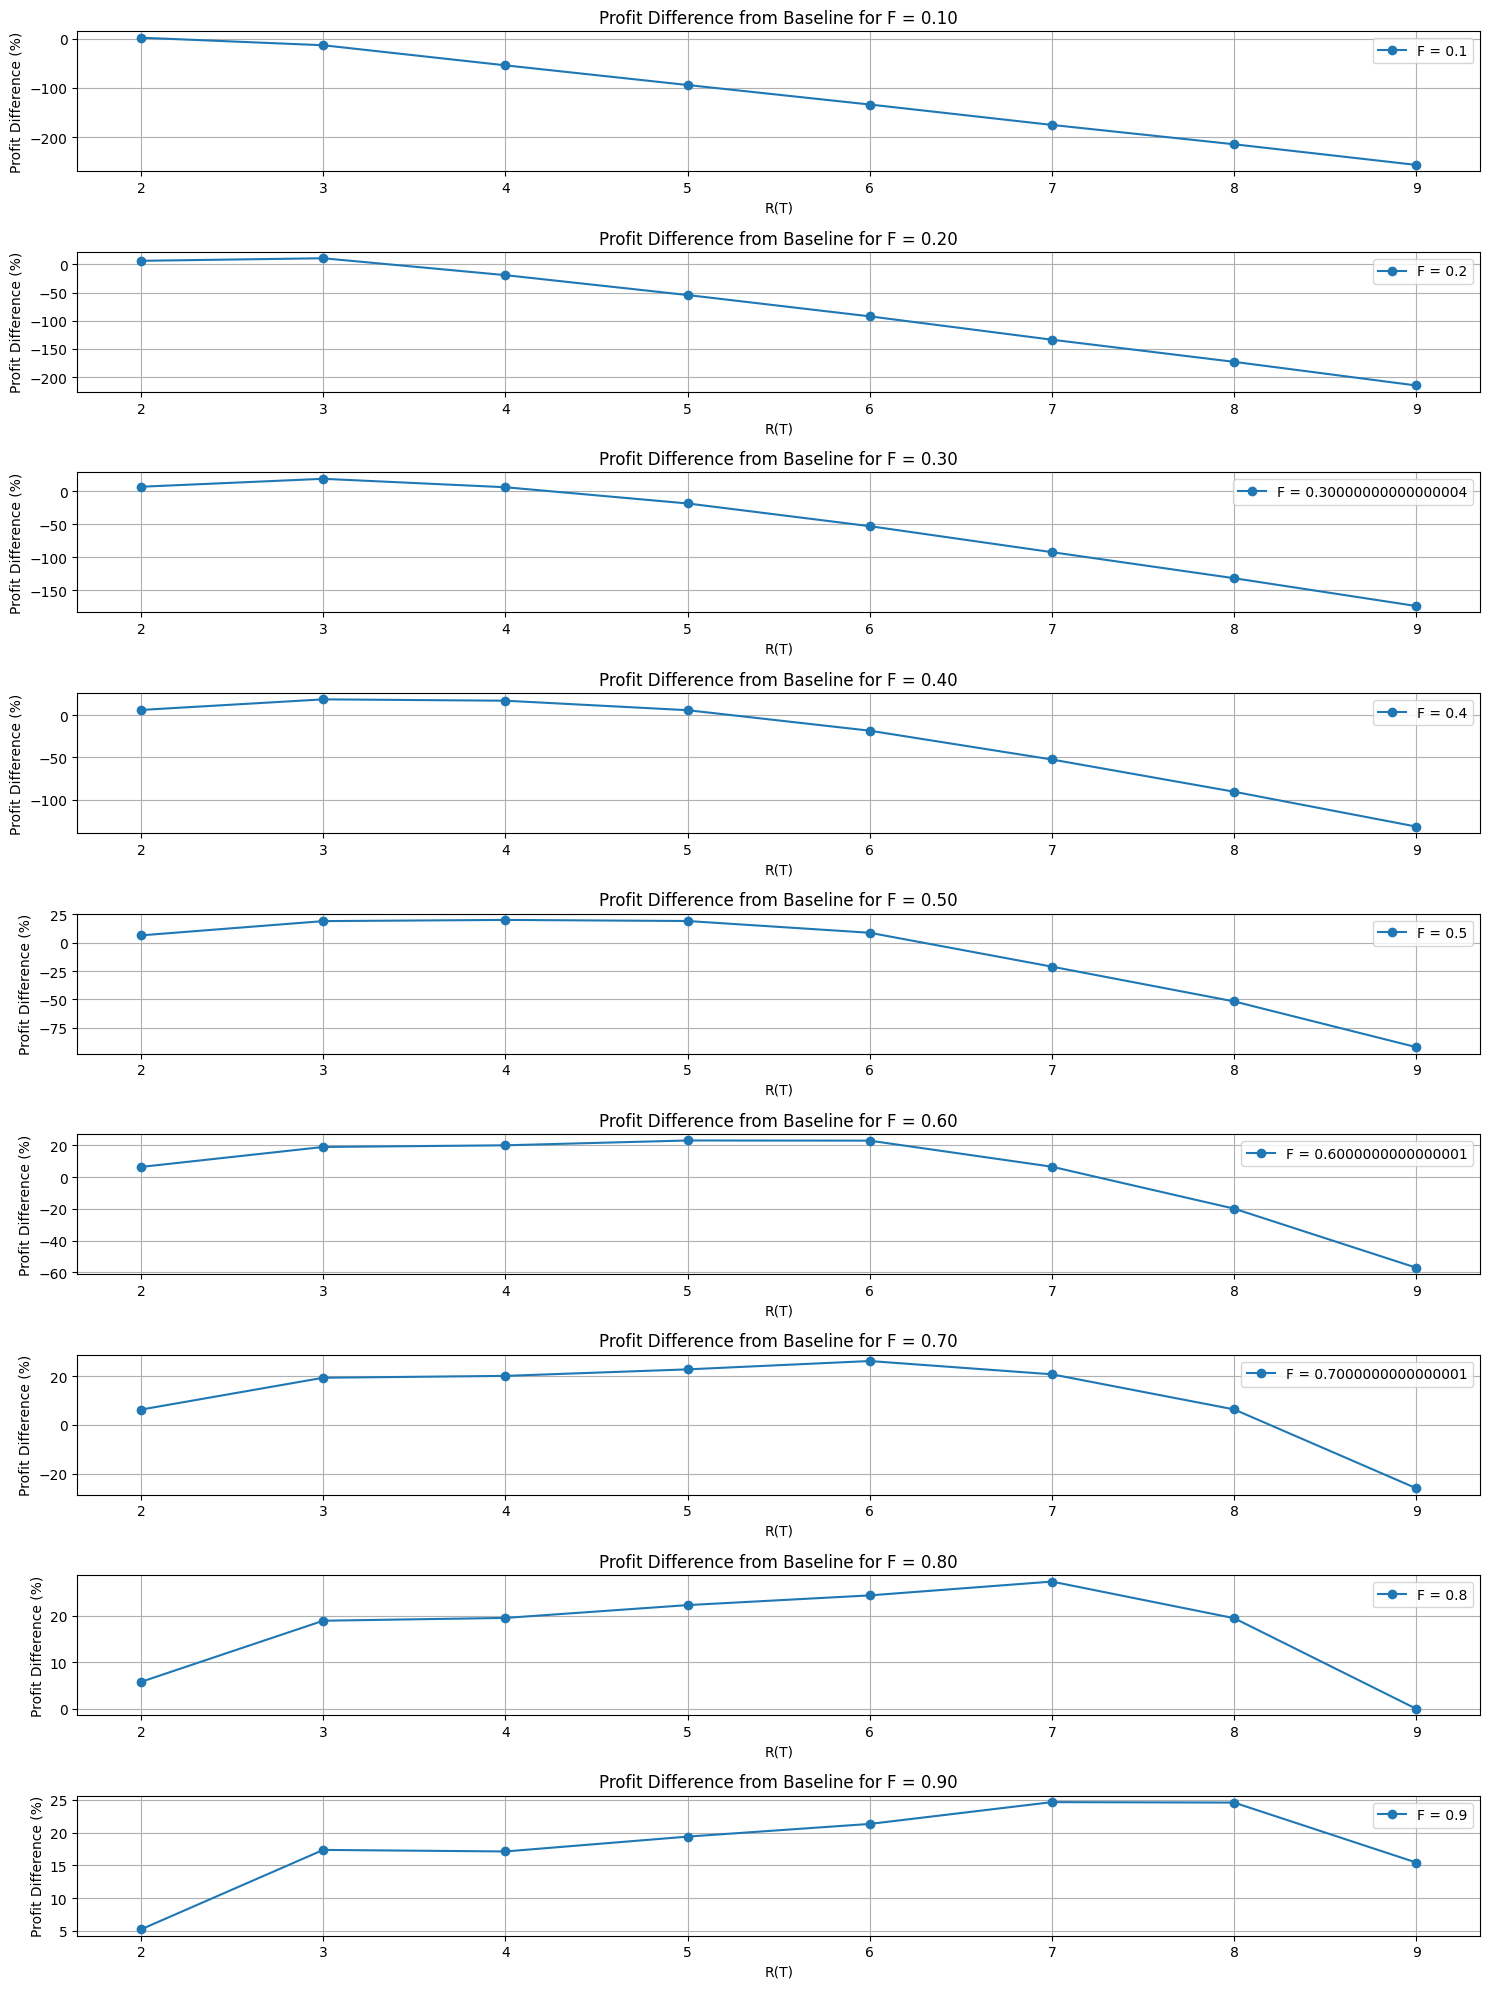 Profit Difference from Baseline for F = 0.10
Profit Difference (%)
0
−100
−200
F = 0.1
2 3 4 5 6 7 8 9
R(T)
Profit Difference from Baseline for F = 0.20
Profit Difference (%)
0
−50
−100
−150
−200
F = 0.2
2 3 4 5 6 7 8 9
R(T)
Profit Difference from Baseline for F = 0.30
Profit Difference (%)
0
−50
−100
−150
F = 0.30000000000000004
2 3 4 5 6 7 8 9
R(T)
Profit Difference from Baseline for F = 0.40
Profit Difference (%)
0
−50
−100
F = 0.4
2 3 4 5 6 7 8 9
R(T)
Profit Difference from Baseline for F = 0.50
Profit Difference (%)
25
0
−25
−50
−75
F = 0.5
2 3 4 5 6 7 8 9
R(T)
Profit Difference from Baseline for F = 0.60
Profit Difference (%)
20
0
−20
−40
−60
F = 0.6000000000000001
2 3 4 5 6 7 8 9
R(T)
Profit Difference from Baseline for F = 0.70
Profit Difference (%)
20
0
−20
F = 0.7000000000000001
2 3 4 5 6 7 8 9
R(T)
Profit Difference from Baseline for F = 0.80
Profit Difference (%)
20
10
0
F = 0.8
2 3 4 5 6 7 8 9
R(T)
Profit Difference from Baseline for F = 0.90
Profit Difference (%)
25
20
15
10
5
F = 0.9
2 3 4 5 6 7 8 9
R(T)